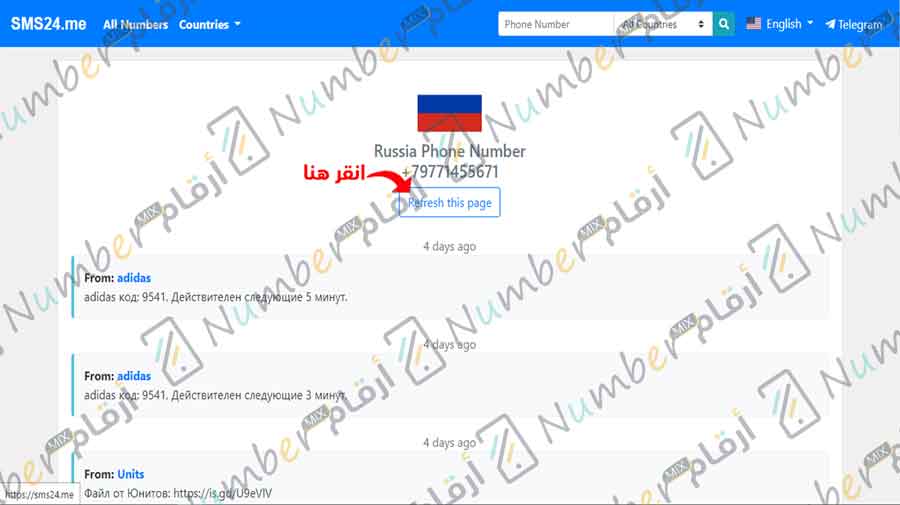 SMS24.me All Numbers Countries Phone Number All Countries English Telegram
Russia Phone Number
+79771455671
انقر هنا
Refresh this page
4 days ago
From: adidas
adidas код: 9541. Действителен следующие 5 минут.
4 days ago
From: adidas
adidas код: 9541. Действителен следующие 3 минут.
4 days ago
From: Units
Файл от Юнитов: https://is.gd/U9eVlV
https://sms24.me
Number MIX أرقام